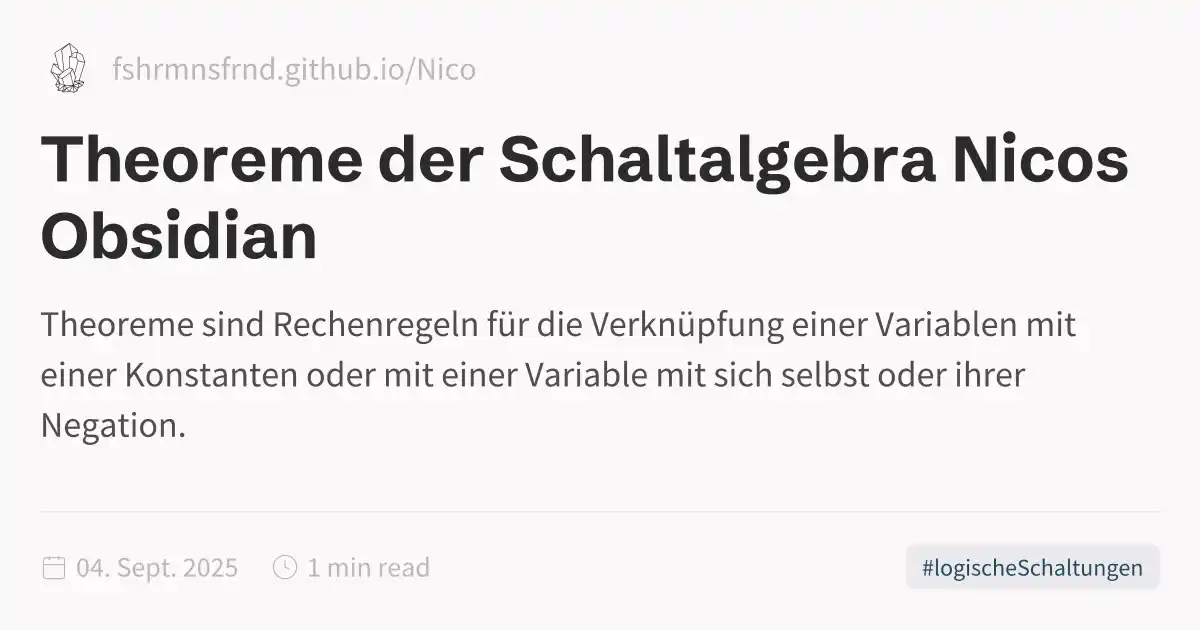 fshrmnsfrnd.github.io/Nico
Theoreme der Schaltalgebra Nicos
Obsidian
Theoreme sind Rechenregeln für die Verknüpfung einer Variablen mit
einer Konstanten oder mit einer Variable mit sich selbst oder ihrer
Negation.
04. Sept. 2025 1 min read #logischeSchaltungen